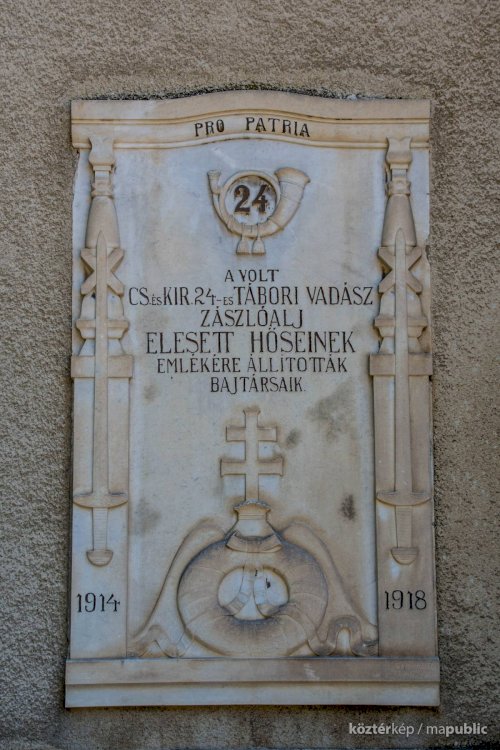 PRO PATRIA
24
A VOLT
CS. ÉS KIR. 24-ES TÁBORI VADÁSZ
ZÁSZLÓALJ
ELESETT HŐSEINEK
EMLÉKÉRE ÁLLITOTTÁK
BAJTÁRSAIK.
1914
1918
köztérkép / mapublic